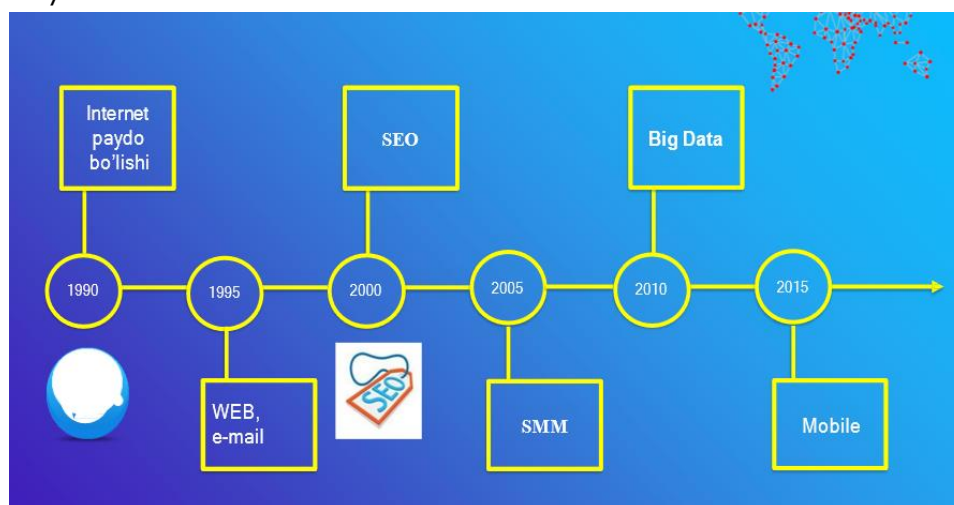 Internet
paydo
bo'lishi
SEO
Big Data
1990
1995
2000
2005
2010
2015
SEO
WEB,
e-mail
SMM
Mobile